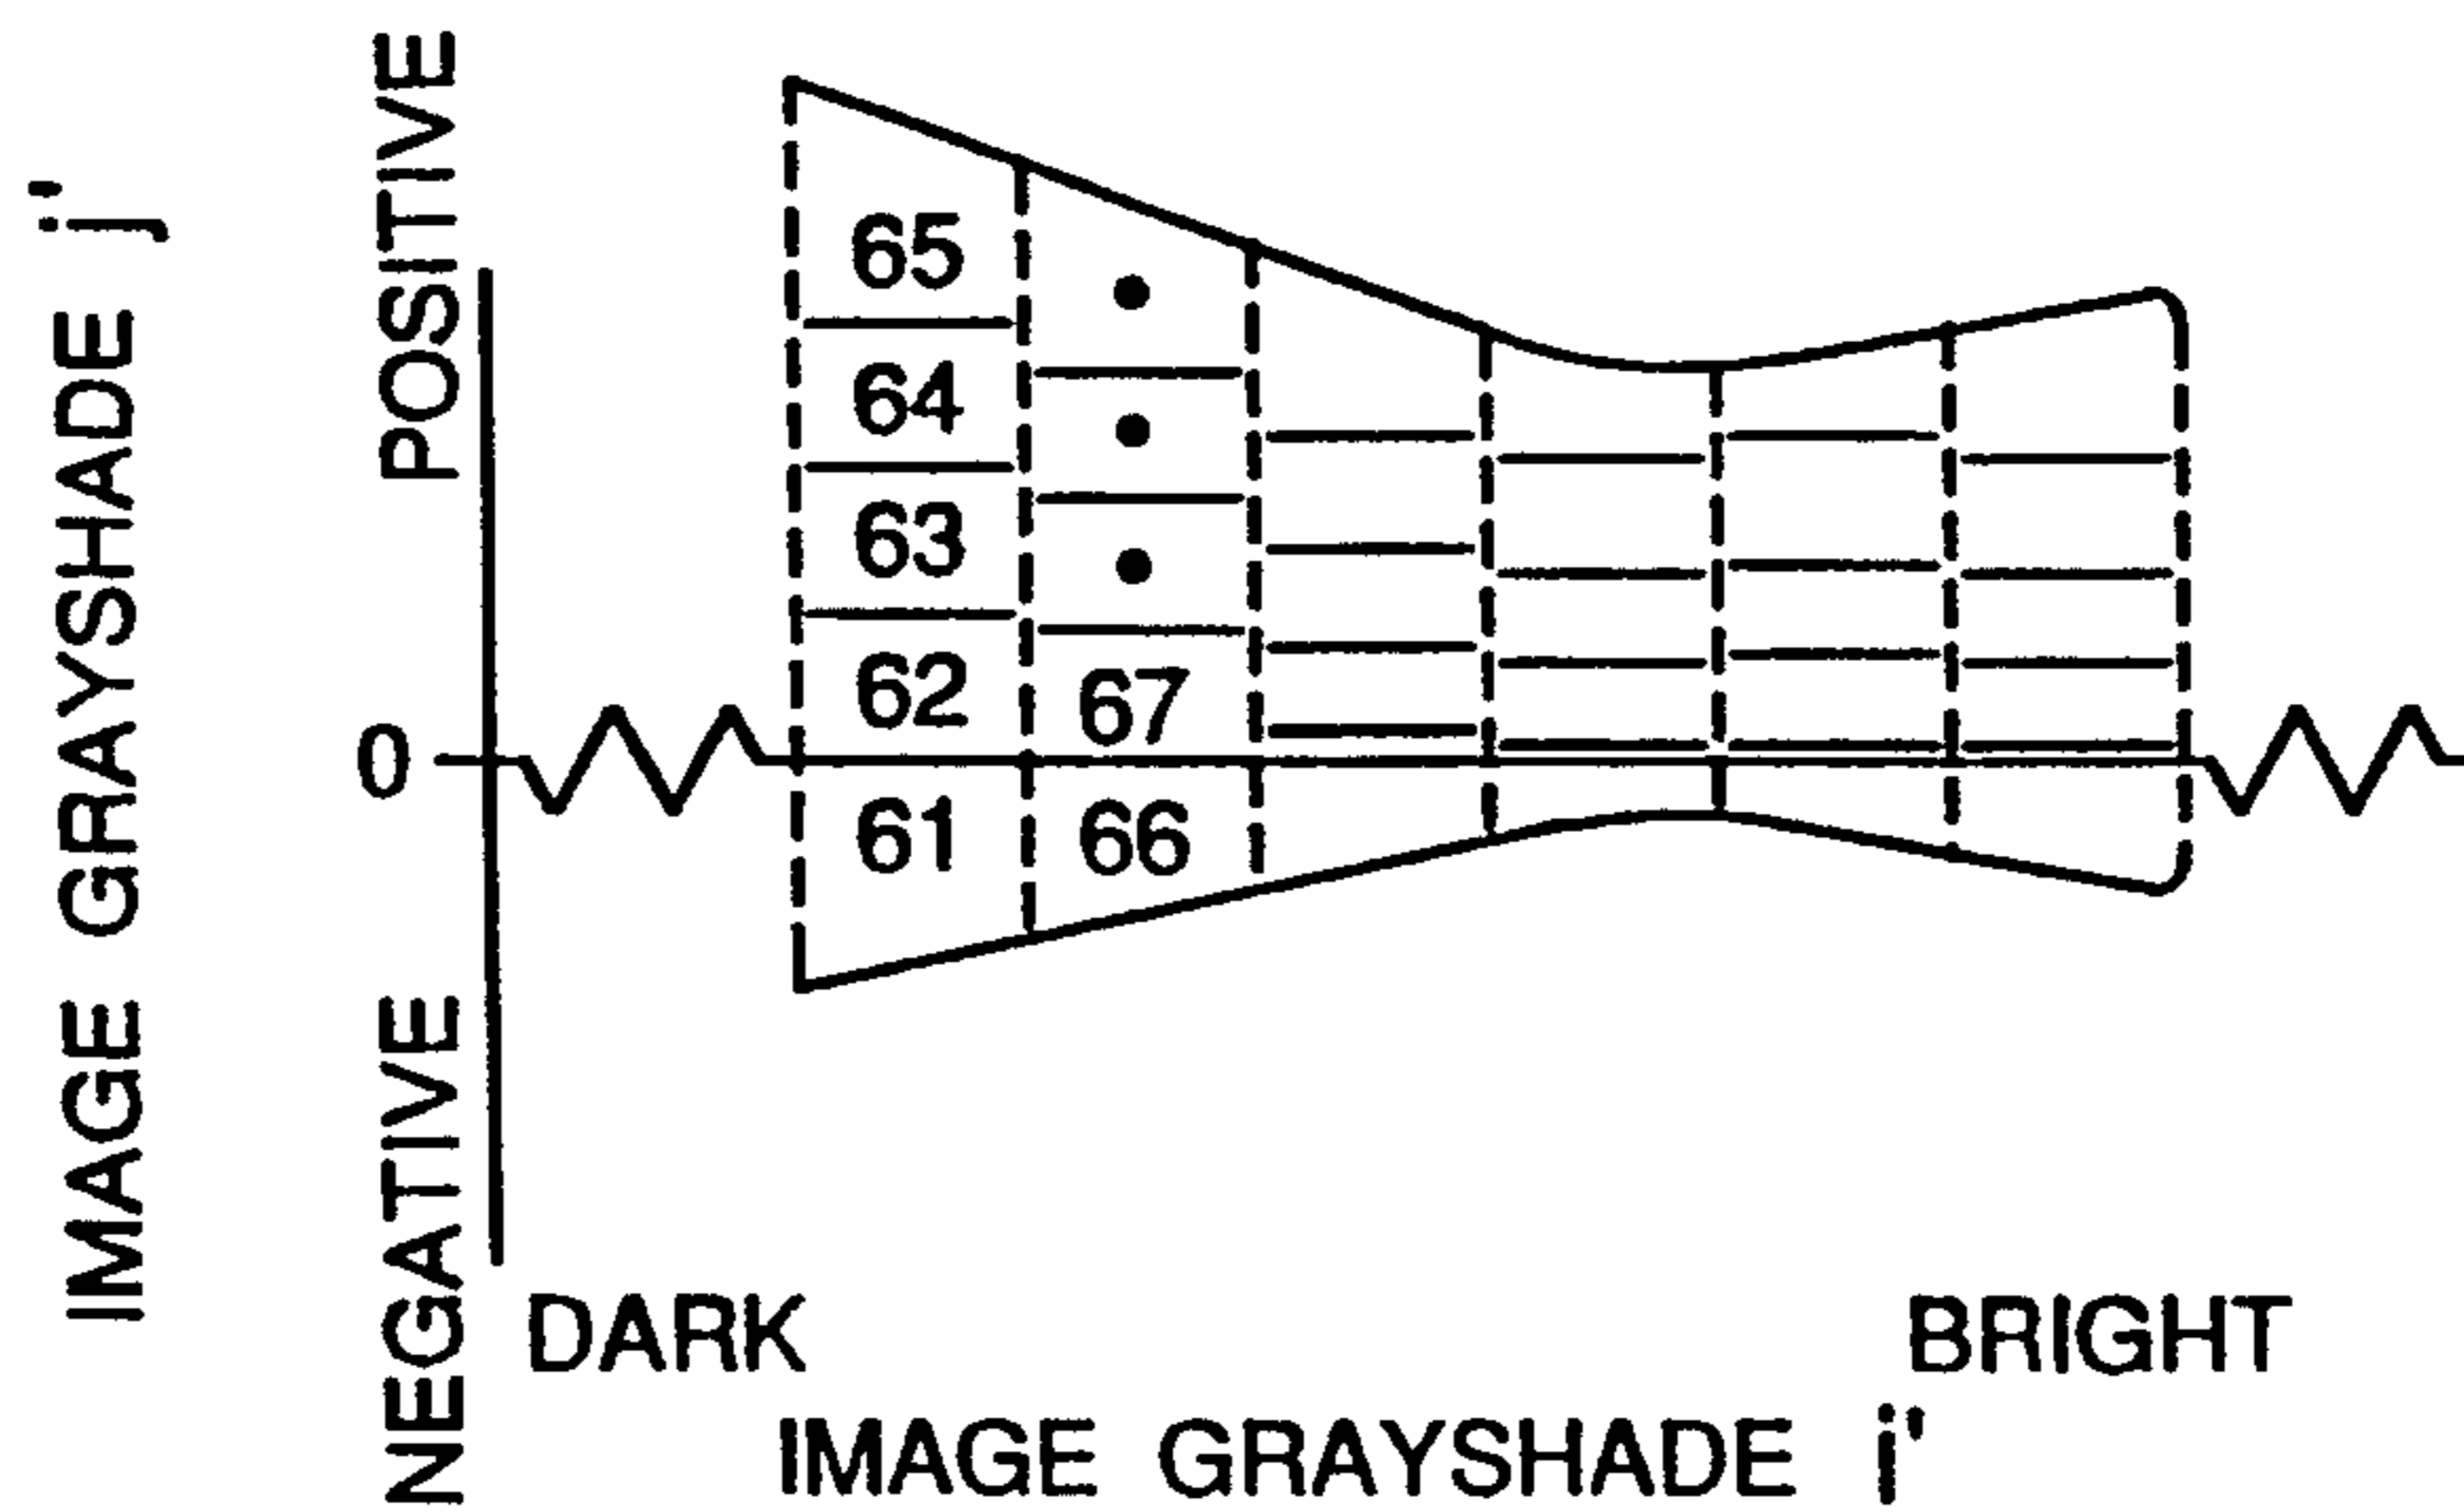 IMAGE GRAYSHADE j'
NEGATIVE
POSITIVE
0
65
64
63
62
67
61
66
DARK
BRIGHT
IMAGE GRAYSHADE i'